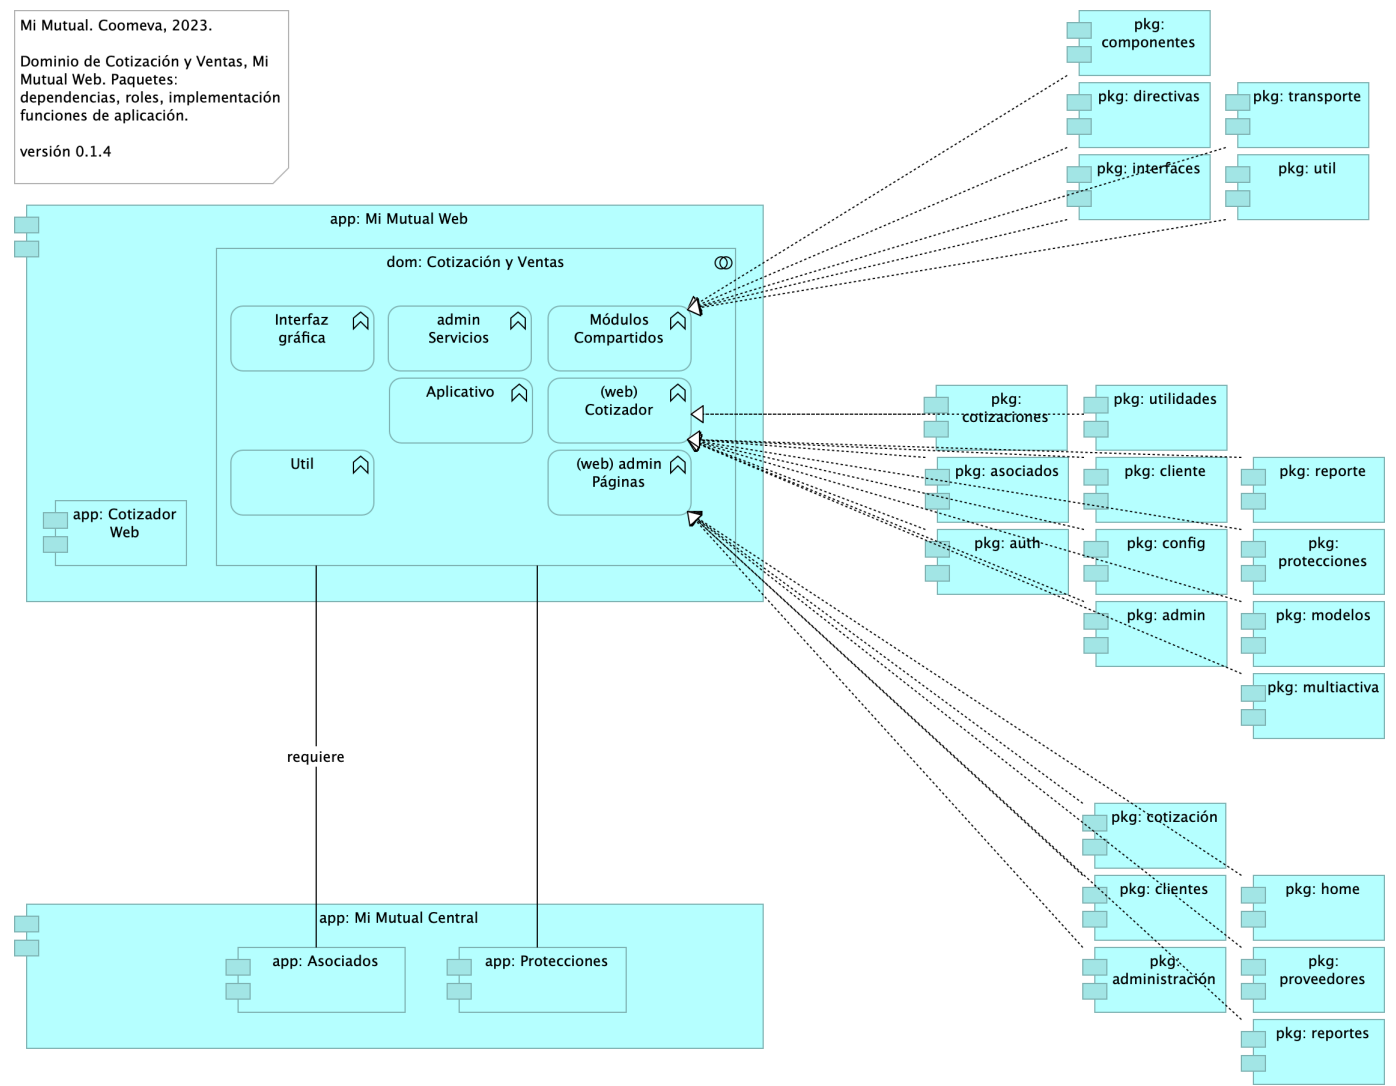 Mi Mutual. Coomeva, 2023.
Dominio de Cotización y Ventas, Mi
Mutual Web. Paquetes:
dependencias, roles, implementación
funciones de aplicación.
versión 0.1.4
pkg:
componentes
pkg: directivas
pkg: transporte
pkg: interfaces
pkg: util
app: Mi Mutual Web
dom: Cotización y Ventas
Interfaz
gráfica
admin
Servicios
Módulos
Compartidos
Aplicativo
(web)
Cotizador
Util
(web) admin
Páginas
app: Cotizador
Web
pkg:
cotizaciones
pkg: utilidades
pkg: asociados
pkg: cliente
pkg: reporte
pkg: auth
pkg: config
pkg:
protecciones
pkg: admin
pkg: modelos
pkg: multiactiva
requiere
pkg: cotización
pkg: clientes
pkg: home
pkg:
administración
pkg:
proveedores
pkg: reportes
app: Mi Mutual Central
app: Asociados
app: Protecciones